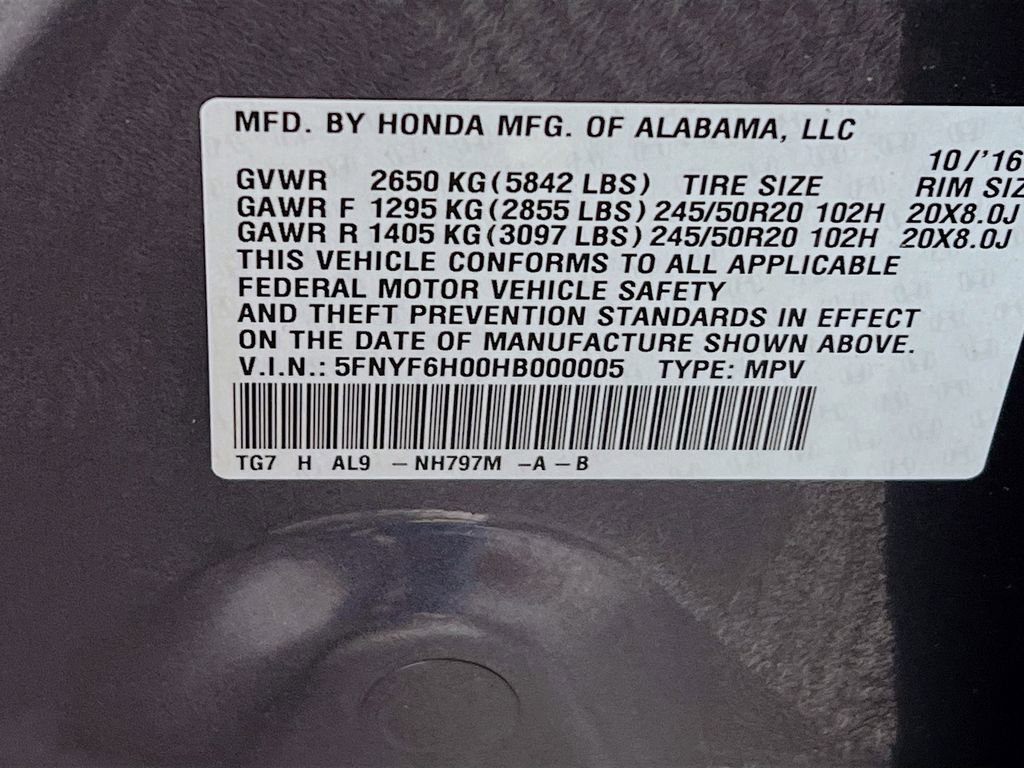 MFD. BY HONDA MFG. OF ALABAMA, LLC
10/'16
GVWR 2650 KG (5842 LBS) TIRE SIZE RIM SIZ
GAWR F 1295 KG (2855 LBS) 245/50R20 102H 20X8.0J
GAWR R 1405 KG (3097 LBS) 245/50R20 102H 20X8.0J
THIS VEHICLE CONFORMS TO ALL APPLICABLE
FEDERAL MOTOR VEHICLE SAFETY
AND THEFT PREVENTION STANDARDS IN EFFECT
ON THE DATE OF MANUFACTURE SHOWN ABOVE.
V.I.N.: 5FNYF6H00HB000005 TYPE: MPV
TG7 H AL9 - NH797M -A - B